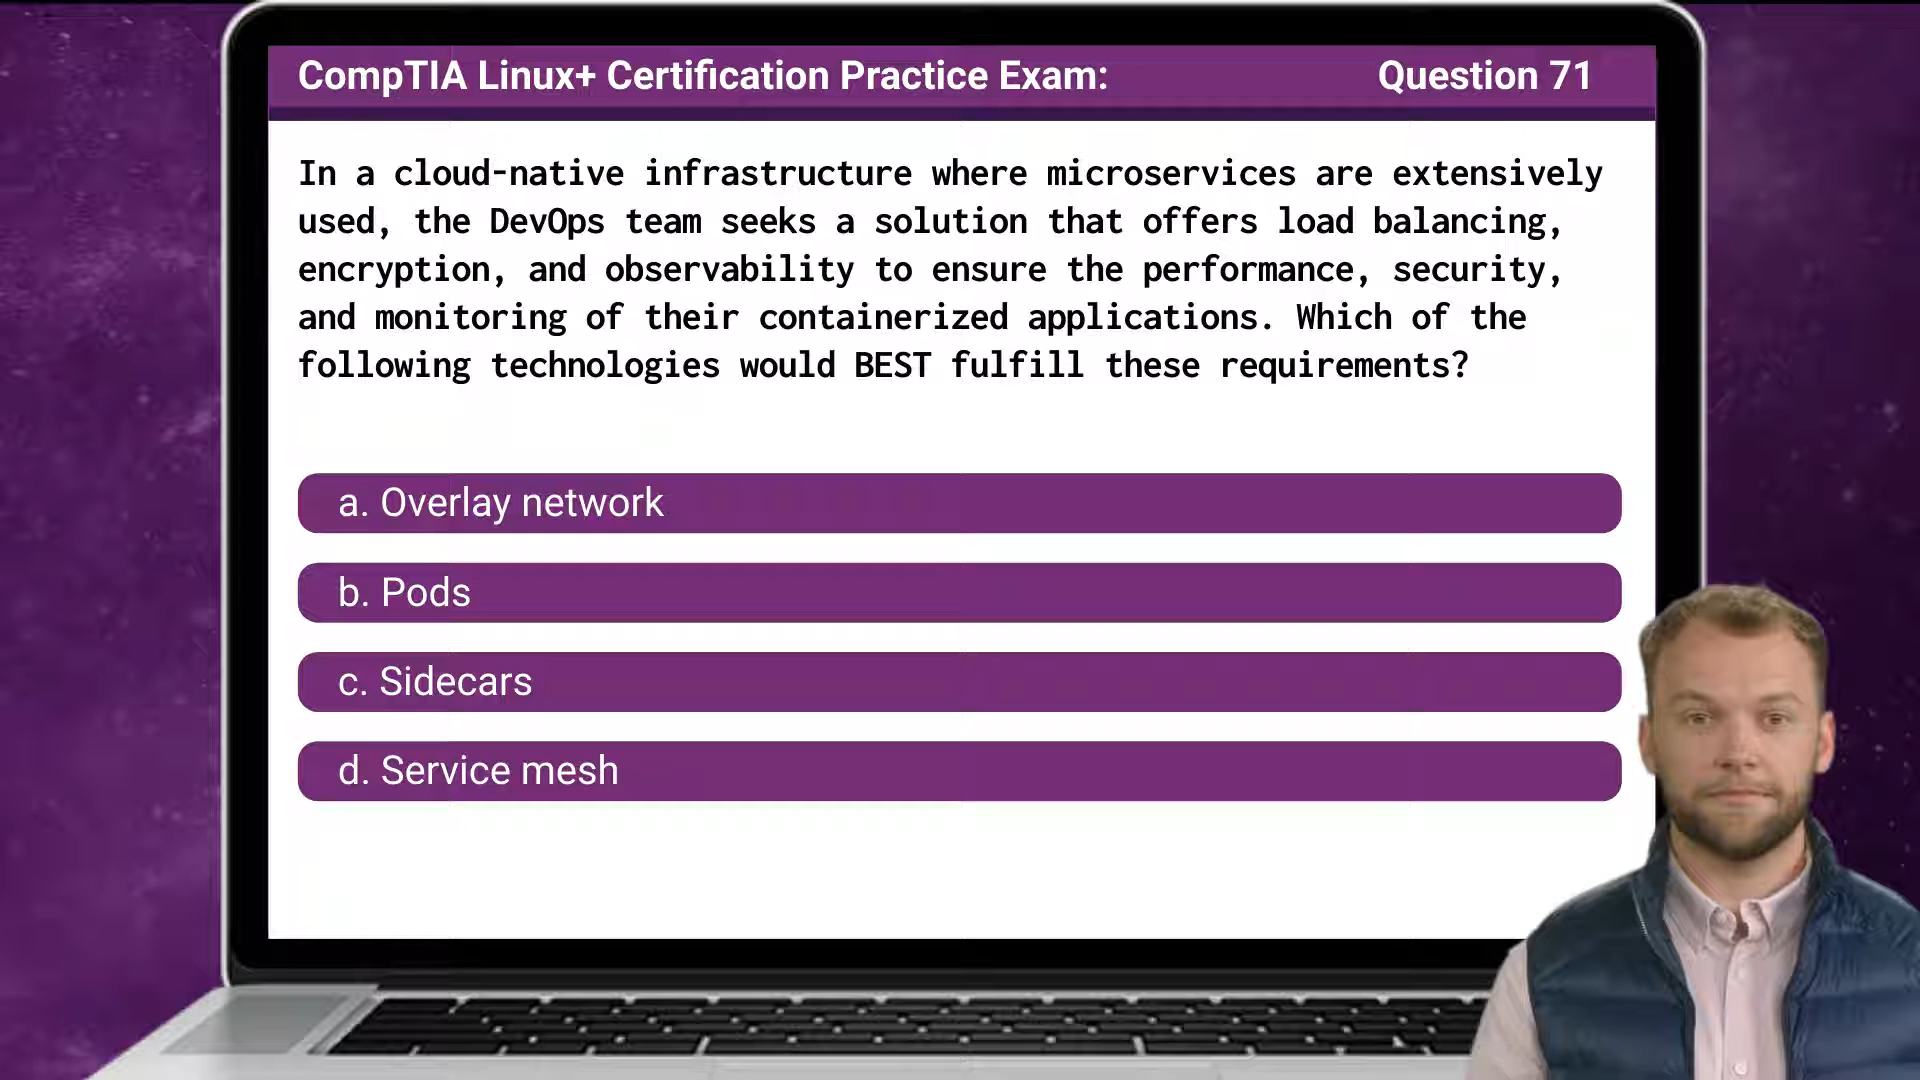 CompTIA Linux+ Certification Practice Exam: Question 71
In a cloud-native infrastructure where microservices are extensively
used, the DevOps team seeks a solution that offers load balancing,
encryption, and observability to ensure the performance, security,
and monitoring of their containerized applications. Which of the
following technologies would BEST fulfill these requirements?
a. Overlay network
b. Pods
c. Sidecars
d. Service mesh